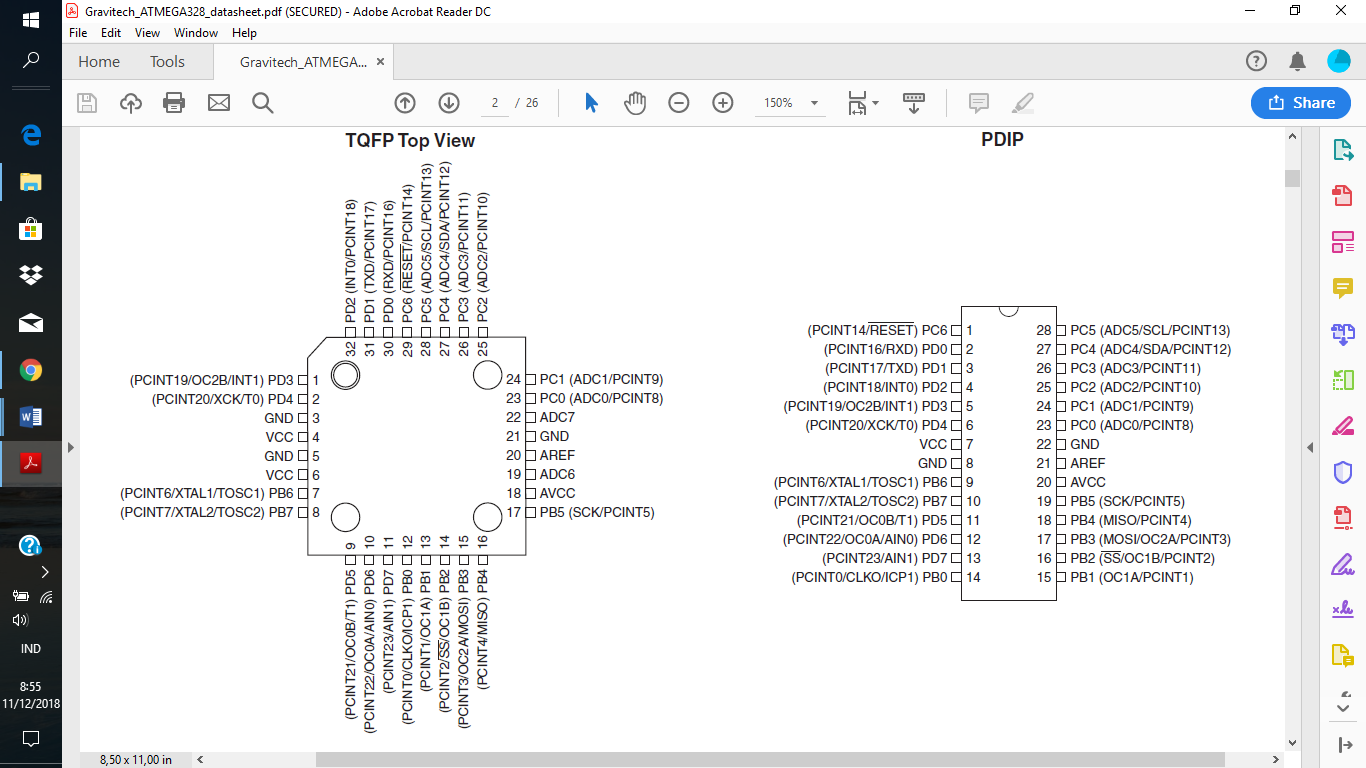 Gravitech_ATMEGA328_datasheet.pdf (SECURED) - Adobe Acrobat Reader DC
File Edit View Window Help
Home Tools Gravitech_ATMEGA... ×
2 / 26 150% Share
TQFP Top View
PD2 (INT0/PCINT18)
PD1 (TXD/PCINT17)
PD0 (RXD/PCINT16)
PC6 (RESET/PCINT14)
PC5 (ADC5/SCL/PCINT13)
PC4 (ADC4/SDA/PCINT12)
PC3 (ADC3/PCINT11)
PC2 (ADC2/PCINT10)
32 31 30 29 28 27 26 25
(PCINT19/OC2B/INT1) PD3 1
(PCINT20/XCK/T0) PD4 2
GND 3
VCC 4
GND 5
VCC 6
(PCINT6/XTAL1/TOSC1) PB6 7
(PCINT7/XTAL2/TOSC2) PB7 8
24 PC1 (ADC1/PCINT9)
23 PC0 (ADC0/PCINT8)
22 ADC7
21 GND
20 AREF
19 ADC6
18 AVCC
17 PB5 (SCK/PCINT5)
9 10 11 12 13 14 15 16
(PCINT21/OC0B/T1) PD5
(PCINT22/OC0A/AIN0) PD6
(PCINT23/AIN1) PD7
(PCINT0/CLKO/ICP1) PB0
(PCINT1/OC1A) PB1
(PCINT2/SS/OC1B) PB2
(PCINT3/OC2A/MOSI) PB3
(PCINT4/MISO) PB4
PDIP
(PCINT14/RESET) PC6 1 28 PC5 (ADC5/SCL/PCINT13)
(PCINT16/RXD) PD0 2 27 PC4 (ADC4/SDA/PCINT12)
(PCINT17/TXD) PD1 3 26 PC3 (ADC3/PCINT11)
(PCINT18/INT0) PD2 4 25 PC2 (ADC2/PCINT10)
(PCINT19/OC2B/INT1) PD3 5 24 PC1 (ADC1/PCINT9)
(PCINT20/XCK/T0) PD4 6 23 PC0 (ADC0/PCINT8)
VCC 7 22 GND
GND 8 21 AREF
(PCINT6/XTAL1/TOSC1) PB6 9 20 AVCC
(PCINT7/XTAL2/TOSC2) PB7 10 19 PB5 (SCK/PCINT5)
(PCINT21/OC0B/T1) PD5 11 18 PB4 (MISO/PCINT4)
(PCINT22/OC0A/AIN0) PD6 12 17 PB3 (MOSI/OC2A/PCINT3)
(PCINT23/AIN1) PD7 13 16 PB2 (SS/OC1B/PCINT2)
(PCINT0/CLKO/ICP1) PB0 14 15 PB1 (OC1A/PCINT1)
IND
8:55
11/12/2018
8,50 x 11,00 in